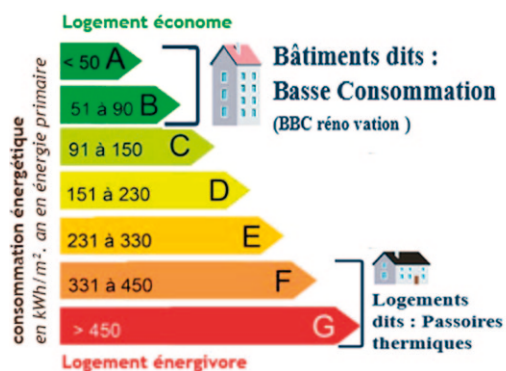 Logement économe
< 50 A
51 à 90 B
91 à 150 C
151 à 230 D
231 à 330 E
331 à 450 F
> 450 G
Logement énergivore
consommation énergétique
en kWh/m². an en énergie primaire
Bâtiments dits :
Basse Consommation
(BBC réno vation )
Logements
dits : Passoires
thermiques